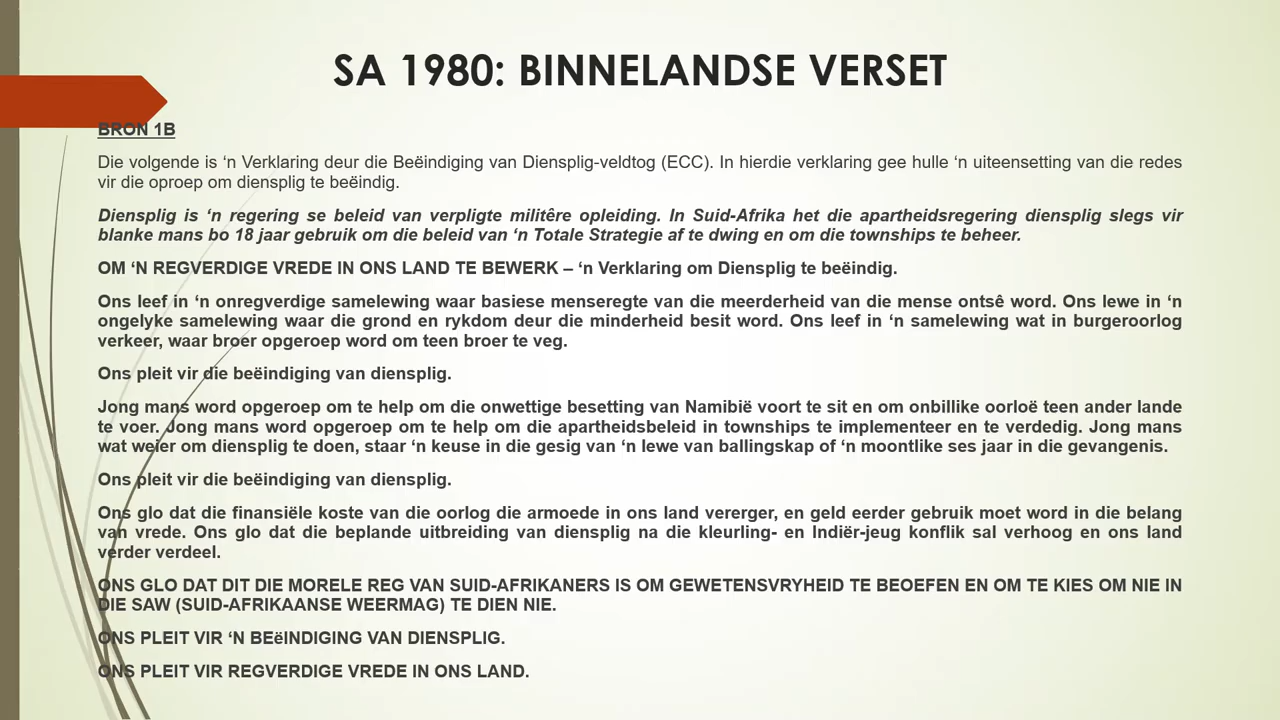 SA 1980: BINNELANDSE VERSET
BRON 1B
Die volgende is ‘n Verklaring deur die Beëindiging van Diensplig-veldtog (ECC). In hierdie verklaring gee hulle ‘n uiteensetting van die redes
vir die oproep om diensplig te beëindig.
Diensplig is ‘n regering se beleid van verpligte militêre opleiding. In Suid-Afrika het die apartheidsregering diensplig slegs vir
blanke mans bo 18 jaar gebruik om die beleid van ‘n Totale Strategie af te dwing en om die townships te beheer.
OM ‘N REGVERDIGE VREDE IN ONS LAND TE BEWERK – ‘n Verklaring om Diensplig te beëindig.
Ons leef in ‘n onregverdige samelewing waar basiese menseregte van die meerderheid van die mense ontsê word. Ons lewe in ‘n
ongelyke samelewing waar die grond en rykdom deur die minderheid besit word. Ons leef in ‘n samelewing wat in burgeroorlog
verkeer, waar broer opgeroep word om teen broer te veg.
Ons pleit vir die beëindiging van diensplig.
Jong mans word opgeroep om te help om die onwettige besetting van Namibië voort te sit en om onbillike oorloë teen ander lande
te voer. Jong mans word opgeroep om te help om die apartheidsbeleid in townships te implementeer en te verdedig. Jong mans
wat weier om diensplig te doen, staar ‘n keuse in die gesig van ‘n lewe van ballingskap of ‘n moontlike ses jaar in die gevangenis.
Ons pleit vir die beëindiging van diensplig.
Ons glo dat die finansiële koste van die oorlog die armoede in ons land vererger, en geld eerder gebruik moet word in die belang
van vrede. Ons glo dat die beplande uitbreiding van diensplig na die kleurling- en Indiër-jeug konflik sal verhoog en ons land
verder verdeel.
ONS GLO DAT DIT DIE MORELE REG VAN SUID-AFRIKANERS IS OM GEWETENSVRYHEID TE BEOEFEN EN OM TE KIES OM NIE IN
DIE SAW (SUID-AFRIKAANSE WEERMAG) TE DIEN NIE.
ONS PLEIT VIR ‘N BEëINDIGING VAN DIENSPLIG.
ONS PLEIT VIR REGVERDIGE VREDE IN ONS LAND.